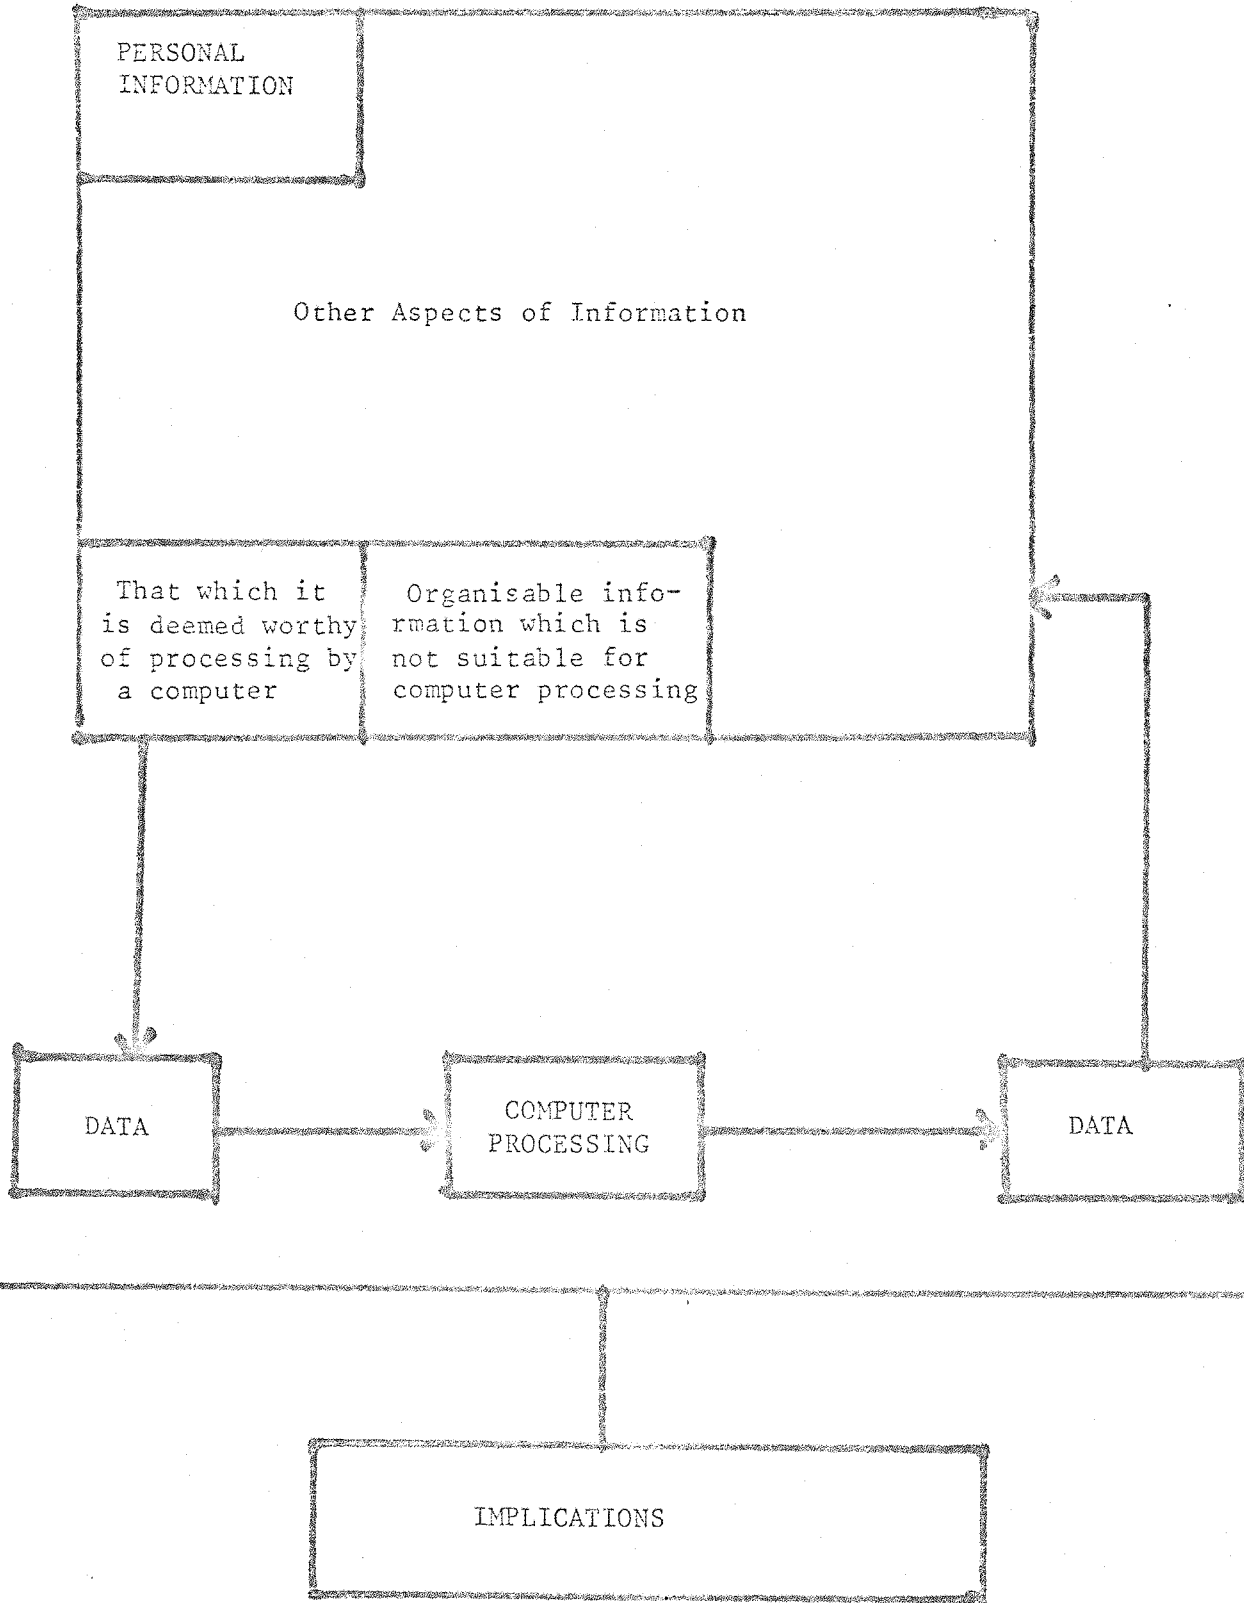 PERSONAL
INFORMATION
Other Aspects of Information
That which it
is deemed worthy
of processing by
a computer
Organisable info-
rmation which is
not suitable for
computer processing
DATA
COMPUTER
PROCESSING
DATA
IMPLICATIONS